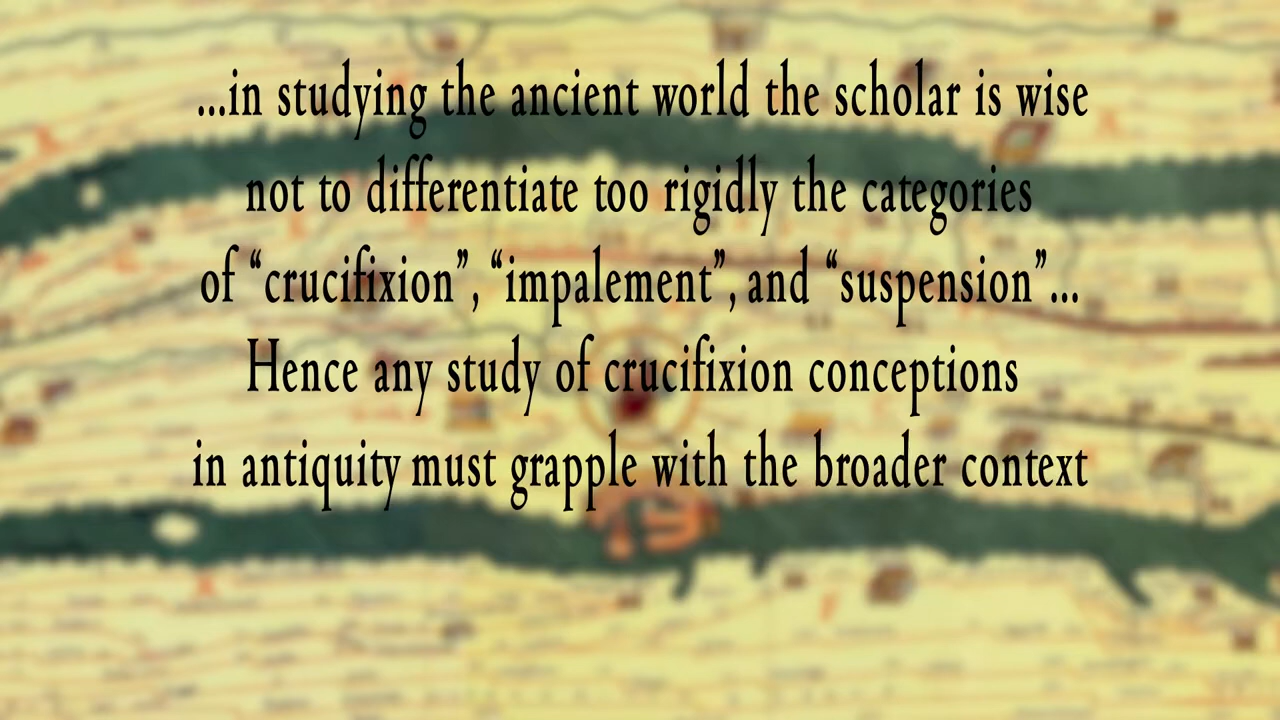 ...in studying the ancient world the scholar is wise
not to differentiate too rigidly the categories
of “crucifixion”, “impalement”, and “suspension”...
Hence any study of crucifixion conceptions
in antiquity must grapple with the broader context